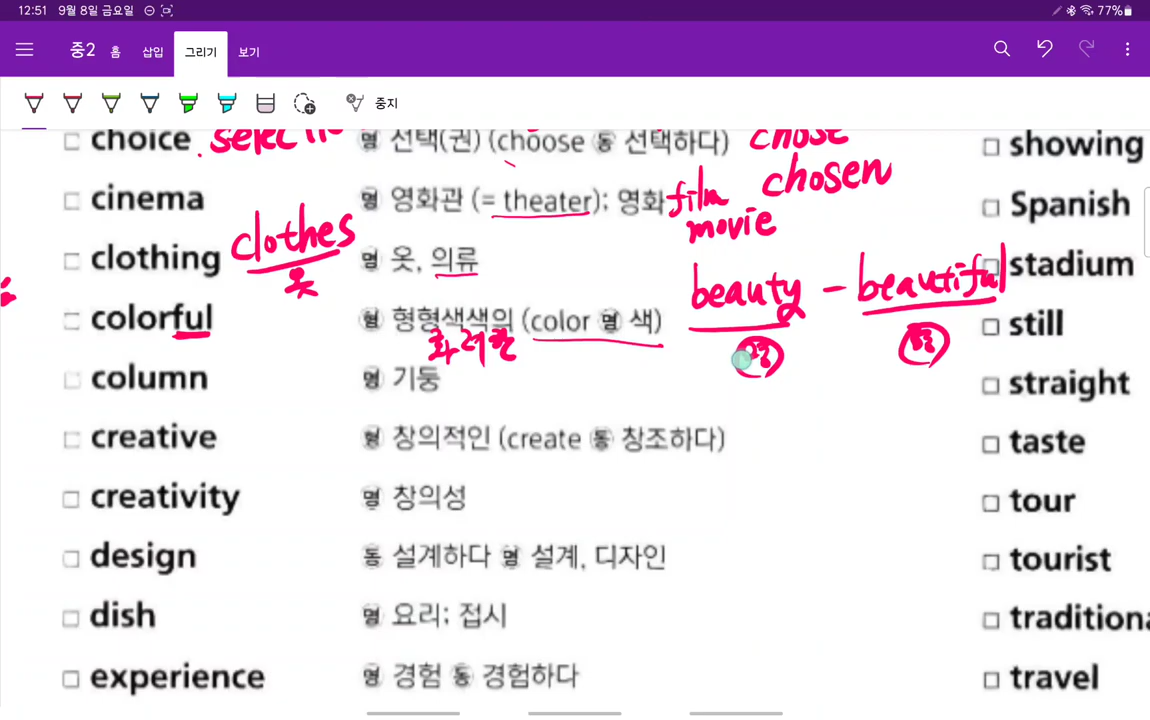 12:51 9월 8일 금요일 77%
중2 홈 삽입 그리기 보기
중지
choice 명 선택(권) (choose 동 선택하다) chose
chosen
cinema 명 영화관 (= theater); 영화 film
movie
clothing clothes 명 옷, 의류
옷
colorful 형 형형색색의 (color 명 색) beauty - beautiful
화려한
명 형
column 명 기둥
creative 형 창의적인 (create 동 창조하다)
creativity 명 창의성
design 동 설계하다 명 설계, 디자인
dish 명 요리; 접시
experience 명 경험 동 경험하다
showing
Spanish
stadium
still
straight
taste
tour
tourist
travel